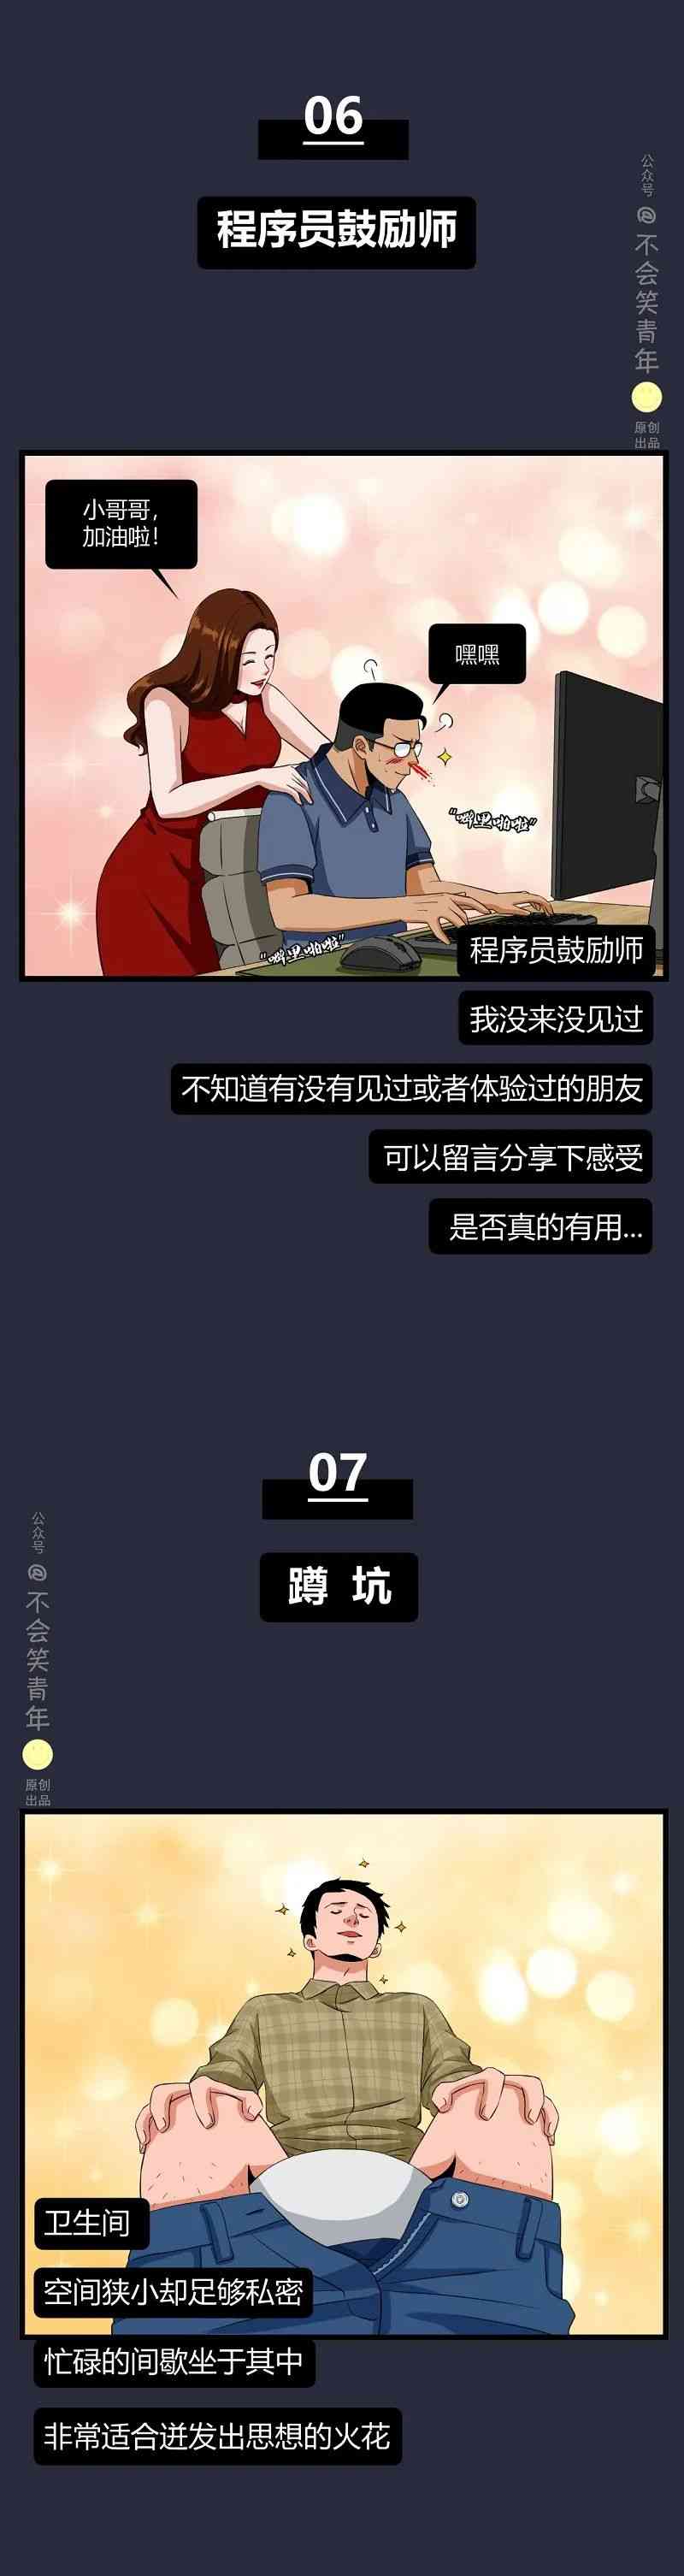 06
程序员鼓励师
公众号
@不会笑青年
原创
出品
小哥哥，
加油啦！
嘿嘿
"噼里啪啦"
"噼里啪啦"
程序员鼓励师
我没来没见过
不知道有没有见过或者体验过的朋友
可以留言分享下感受
是否真的有用...
07
蹲 坑
公众号
@不会笑青年
原创
出品
卫生间
空间狭小却足够私密
忙碌的间歇坐于其中
非常适合迸发出思想的火花